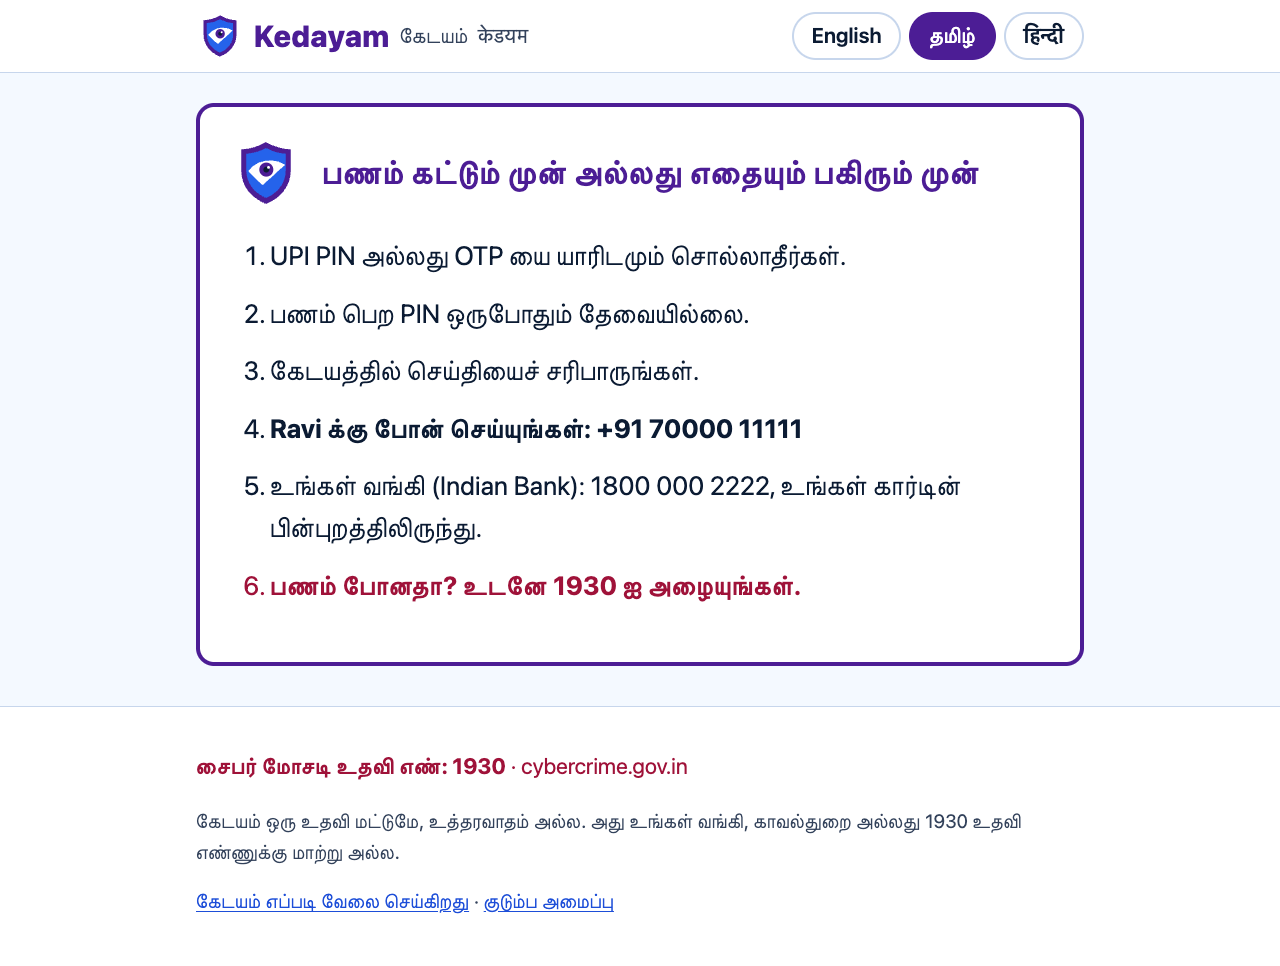 Kedayam கேடயம் केडयम
English தமிழ் हिन्दी
பணம் கட்டும் முன் அல்லது எதையும் பகிரும் முன்
1. UPI PIN அல்லது OTP யை யாரிடமும் சொல்லாதீர்கள்.
2. பணம் பெற PIN ஒருபோதும் தேவையில்லை.
3. கேடயத்தில் செய்தியைச் சரிபாருங்கள்.
4. Ravi க்கு போன் செய்யுங்கள்: +91 70000 11111
5. உங்கள் வங்கி (Indian Bank): 1800 000 2222, உங்கள் கார்டின்
பின்புறத்திலிருந்து.
6. பணம் போனதா? உடனே 1930 ஐ அழையுங்கள்.
சைபர் மோசடி உதவி எண்: 1930 · cybercrime.gov.in
கேடயம் ஒரு உதவி மட்டுமே, உத்தரவாதம் அல்ல. அது உங்கள் வங்கி, காவல்துறை அல்லது 1930 உதவி
எண்ணுக்கு மாற்று அல்ல.
கேடயம் எப்படி வேலை செய்கிறது · குடும்ப அமைப்பு